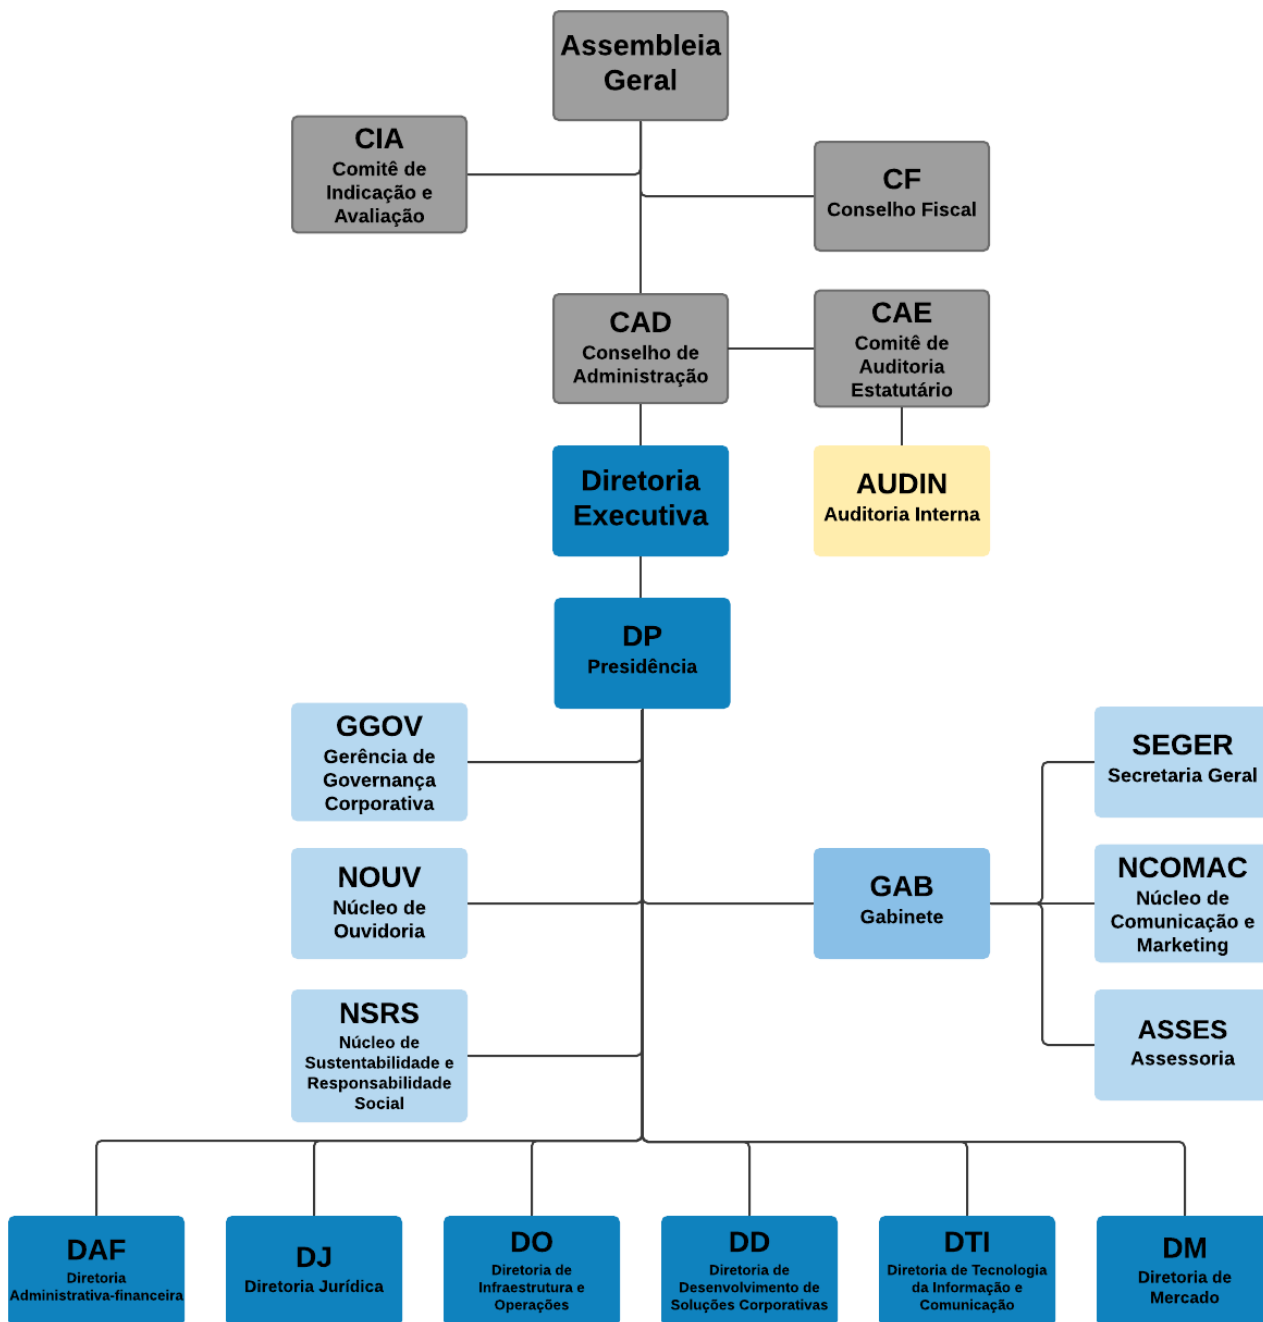 Assembleia
Geral
CIA
Comitê de
Indicação e
Avaliação
CF
Conselho Fiscal
CAD
Conselho de
Administração
CAE
Comitê de
Auditoria
Estatutário
Diretoria
Executiva
AUDIN
Auditoria Interna
DP
Presidência
GGOV
Gerência de
Governança
Corporativa
SEGER
Secretaria Geral
NOUV
Núcleo de
Ouvidoria
GAB
Gabinete
NCOMAC
Núcleo de
Comunicação e
Marketing
NSRS
Núcleo de
Sustentabilidade e
Responsabilidade
Social
ASSES
Assessoria
DAF
Diretoria
Administrativa-financeira
DJ
Diretoria Jurídica
DO
Diretoria de
Infraestrutura e
Operações
DD
Diretoria de
Desenvolvimento de
Soluções Corporativas
DTI
Diretoria de Tecnologia
da Informação e
Comunicação
DM
Diretoria de
Mercado